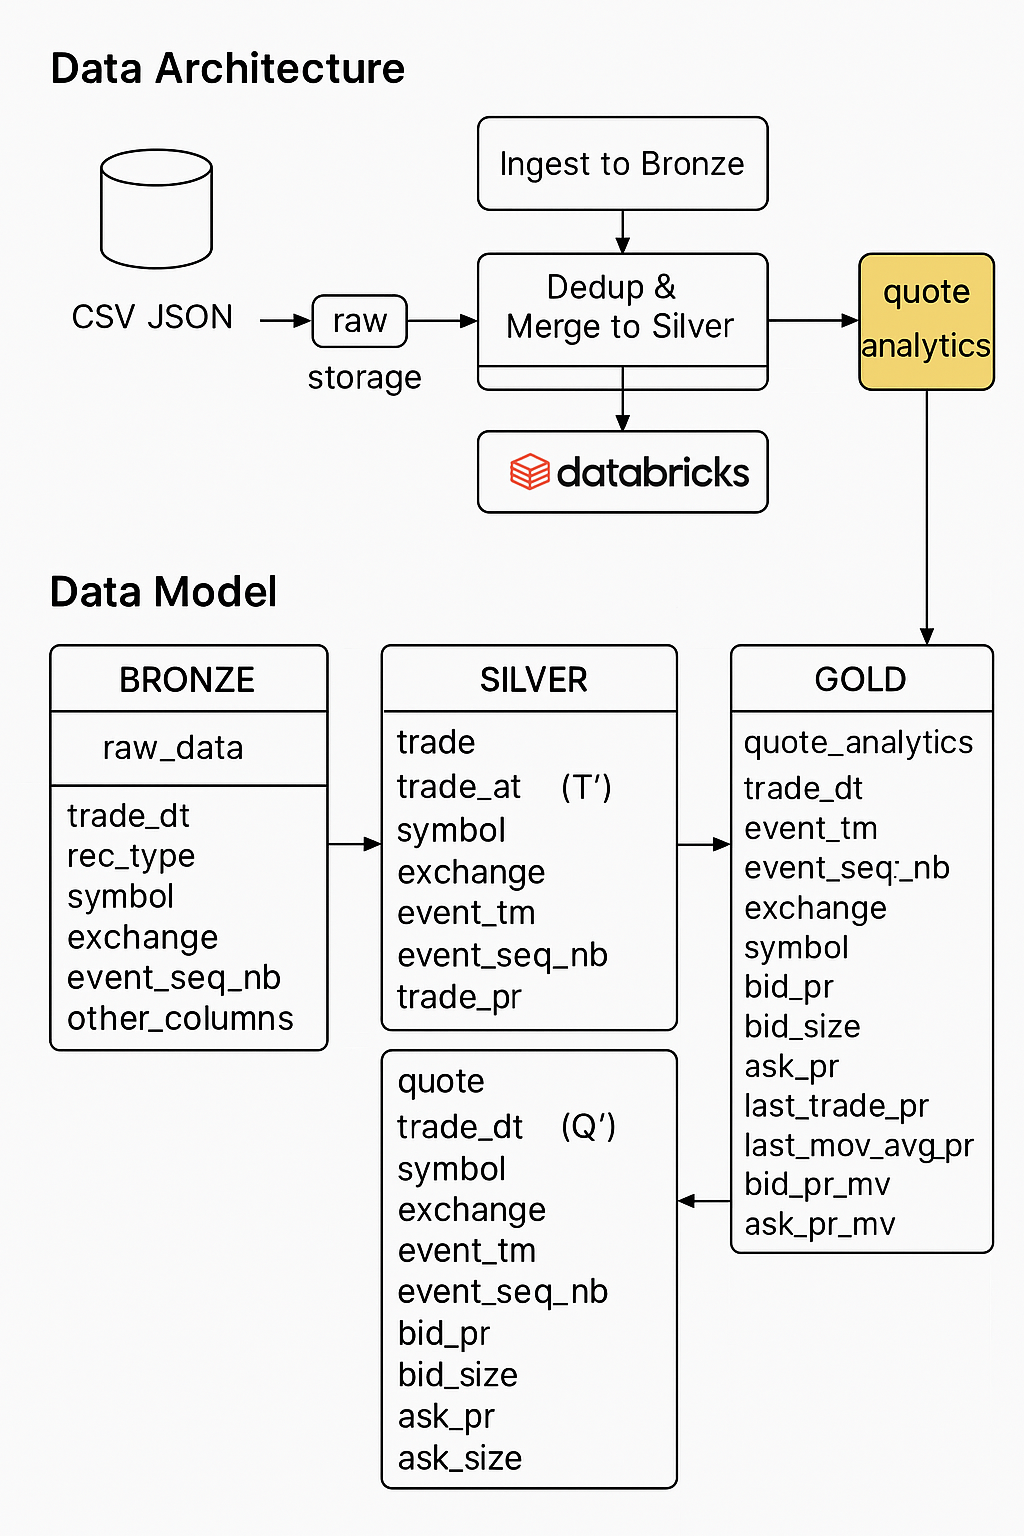 Data Architecture
Ingest to Bronze
CSV JSON
raw
storage
Dedup &
Merge to Silver
quote
analytics
databricks
Data Model
BRONZE
raw_data
trade_dt
rec_type
symbol
exchange
event_seq_nb
other_columns
SILVER
trade
trade_at (T’)
symbol
exchange
event_tm
event_seq_nb
trade_pr
quote
trade_dt (Q’)
symbol
exchange
event_tm
event_seq_nb
bid_pr
bid_size
ask_pr
ask_size
GOLD
quote_analytics
trade_dt
event_tm
event_seq:_nb
exchange
symbol
bid_pr
bid_size
ask_pr
last_trade_pr
last_mov_avg_pr
bid_pr_mv
ask_pr_mv